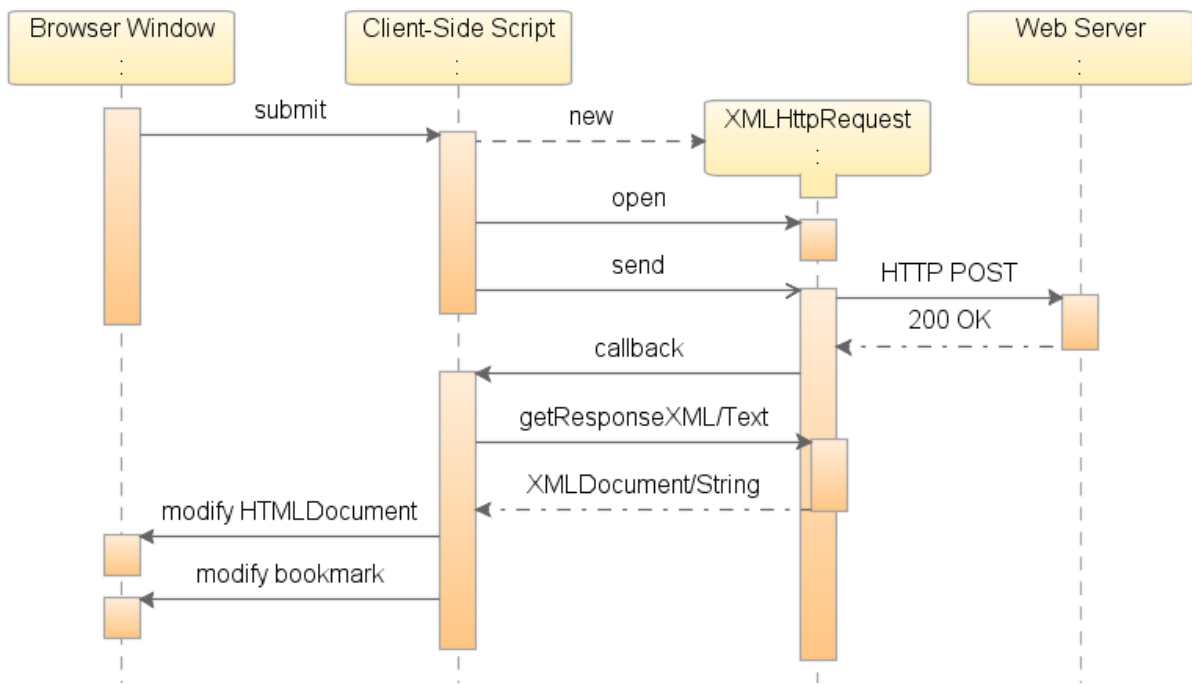 Browser Window
:
Client-Side Script
:
Web Server
:
XMLHttpRequest
:
submit
new
open
send
HTTP POST
200 OK
callback
getResponseXML/Text
XMLDocument/String
modify HTMLDocument
modify bookmark